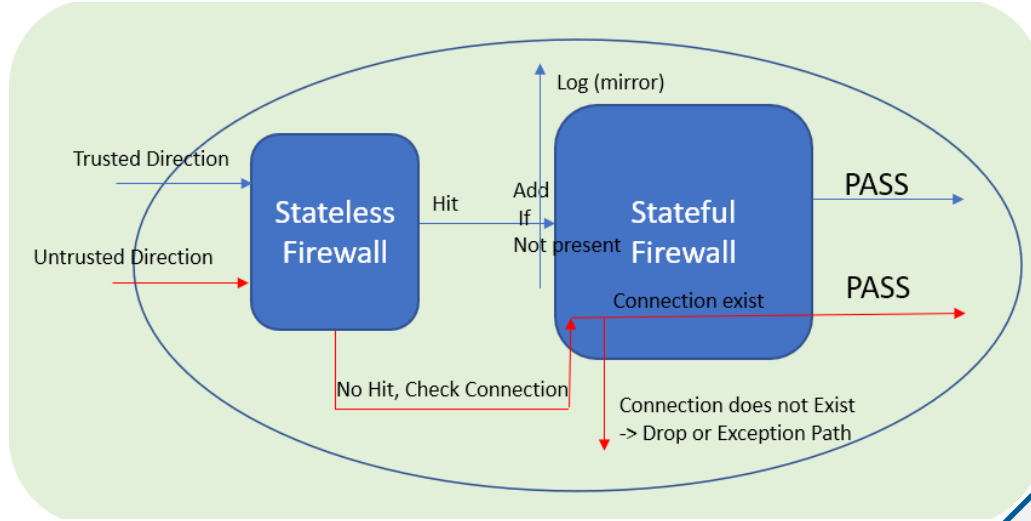 Log (mirror)
Trusted Direction
Stateless
Firewall
Hit
Add
If
Not present
Stateful
Firewall
PASS
Untrusted Direction
Connection exist
PASS
No Hit, Check Connection
Connection does not Exist
-> Drop or Exception Path